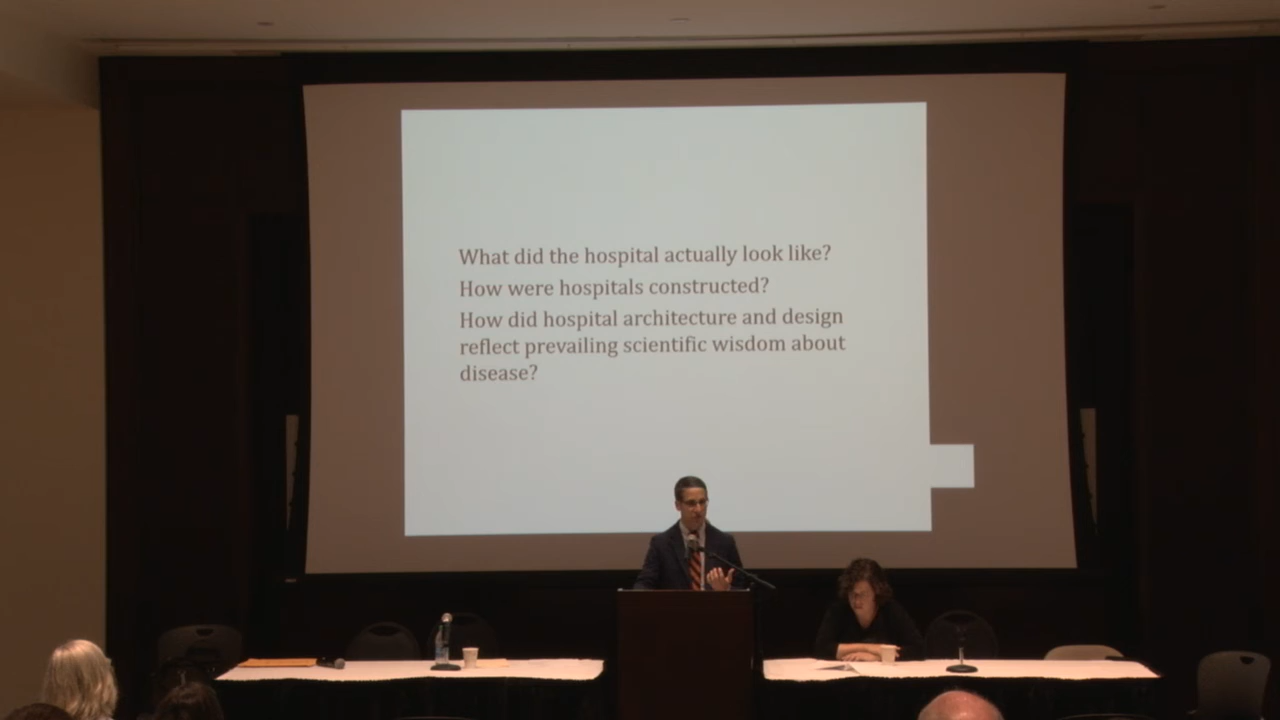 What did the hospital actually look like?
How were hospitals constructed?
How did hospital architecture and design
reflect prevailing scientific wisdom about
disease?